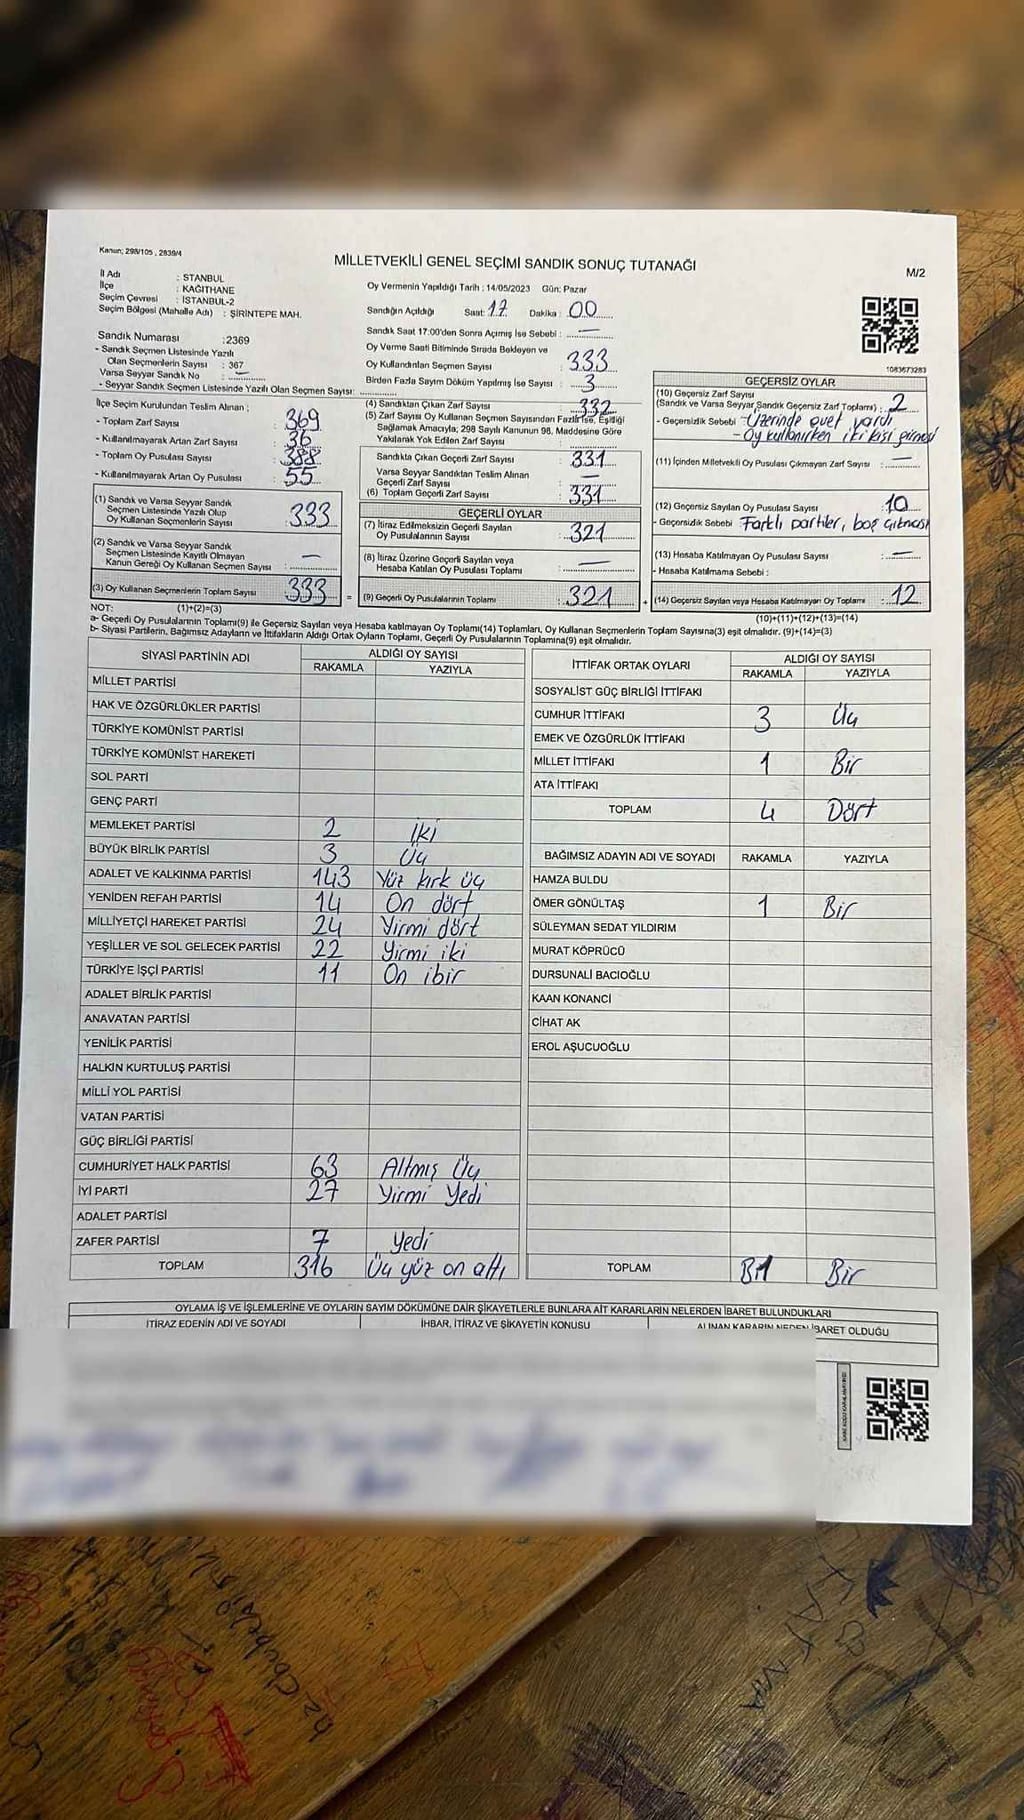 Kanun; 298/105 , 2839/4
MİLLETVEKİLİ GENEL SEÇİMİ SANDIK SONUÇ TUTANAĞI
M/2
İl Adı : STANBUL
İlçe : KAĞITHANE
Seçim Çevresi : İSTANBUL-2
Seçim Bölgesi (Mahalle Adı) : ŞİRİNTEPE MAH.
Sandık Numarası :2369
- Sandık Seçmen Listesinde Yazılı
Olan Seçmenlerin Sayısı : 367
Varsa Seyyar Sandık No : —
- Seyyar Sandık Seçmen Listesinde Yazılı Olan Seçmen Sayısı:
İlçe Seçim Kurulundan Teslim Alınan ;
- Toplam Zarf Sayısı : 369
- Kullanılmayarak Artan Zarf Sayısı : 36
- Toplam Oy Pusulası Sayısı : 388
- Kullanılmayarak Artan Oy Pusulası : 55
(1) Sandık ve Varsa Seyyar Sandık
Seçmen Listesinde Yazılı Olup
Oy Kullanan Seçmenlerin Sayısı : 333
(2) Sandık ve Varsa Seyyar Sandık
Seçmen Listesinde Kayıtlı Olmayan
Kanun Gereği Oy Kullanan Seçmen Sayısı : —
(3) Oy Kullanan Seçmenlerin Toplam Sayısı : 333 =
Oy Vermenin Yapıldığı Tarih : 14/05/2023 Gün: Pazar
Sandığın Açıldığı Saat: 17 Dakika : 00
Sandık Saat 17:00'den Sonra Açımış İse Sebebi : —
Oy Verme Saati Bitiminde Sırada Bekleyen ve
Oy Kullandırılan Seçmen Sayısı : 333
Birden Fazla Sayım Döküm Yapılmış İse Sayısı : 3
(4) Sandıktan Çıkan Zarf Sayısı : 332
(5) Zarf Sayısı Oy Kullanan Seçmen Sayısından Fazla İse, Eşitliği
Sağlamak Amacıyla; 298 Sayılı Kanunun 98. Maddesine Göre
Yakılarak Yok Edilen Zarf Sayısı :
Sandıkta Çıkan Geçerli Zarf Sayısı : 331
Varsa Seyyar Sandıktan Teslim Alınan
Geçerli Zarf Sayısı : —
(6) Toplam Geçerli Zarf Sayısı : 331
GEÇERLİ OYLAR
(7) İtiraz Edilmeksizin Geçerli Sayılan
Oy Pusulalarının Sayısı : 321
(8) İtiraz Üzerine Geçerli Sayılan veya
Hesaba Katılan Oy Pusulası Toplamı : —
(9) Geçerli Oy Pusulalarının Toplamı : 321 +
1083673283
GEÇERSİZ OYLAR
(10) Geçersiz Zarf Sayısı
(Sandık ve Varsa Seyyar Sandık Geçersiz Zarf Toplamı) : 2
- Geçersizlik Sebebi - Üzerinde evet vardı
- Oy kullanırken iki kişi girmesi
(11) İçinden Milletvekili Oy Pusulası Çıkmayan Zarf Sayısı : —
(12) Geçersiz Sayılan Oy Pusulası Sayısı : 10
- Geçersizlik Sebebi : Farklı partiler, boş çıkması
(13) Hesaba Katılmayan Oy Pusulası Sayısı : —
- Hesaba Katılmama Sebebi :
(14) Geçersiz Sayılan veya Hesaba Katılmayan Oy Toplamı : 12
NOT: (1)+(2)=(3)
(10)+(11)+(12)+(13)=(14)
a- Geçerli Oy Pusulaları Toplamı(9) ile Geçersiz Sayılan veya Hesaba Katılmayan Oy Toplamı(14) Toplamları, Oy Kullanan Seçmenlerin Toplam Sayısına(3) eşit olmalıdır. (9)+(14)=(3)
b- Siyasi Partilerin, Bağımsız Adayların ve İttifakların Aldığı Ortak Oyların Toplamı, Geçerli Oy Pusulalarının Toplamına(9) eşit olmalıdır.
SİYASİ PARTİNİN ADI ALDIĞI OY SAYISI
RAKAMLA YAZIYLA
MİLLET PARTİSİ
HAK VE ÖZGÜRLÜKLER PARTİSİ
TÜRKİYE KOMÜNİST PARTİSİ
TÜRKİYE KOMÜNİST HAREKETİ
SOL PARTİ
GENÇ PARTİ
MEMLEKET PARTİSİ 2 İki
BÜYÜK BİRLİK PARTİSİ 3 Üç
ADALET VE KALKINMA PARTİSİ 143 Yüz kırk üç
YENİDEN REFAH PARTİSİ 14 On dört
MİLLİYETÇİ HAREKET PARTİSİ 24 Yirmi dört
YEŞİLLER VE SOL GELECEK PARTİSİ 22 Yirmi iki
TÜRKİYE İŞÇİ PARTİSİ 11 On ibir
ADALET BİRLİK PARTİSİ
ANAVATAN PARTİSİ
YENİLİK PARTİSİ
HALKIN KURTULUŞ PARTİSİ
MİLLİ YOL PARTİSİ
VATAN PARTİSİ
GÜÇ BİRLİĞİ PARTİSİ
CUMHURİYET HALK PARTİSİ 63 Altmış Üç
İYİ PARTİ 27 Yirmi Yedi
ADALET PARTİSİ
ZAFER PARTİSİ 7 Yedi
TOPLAM 316 Üç yüz on altı
İTTİFAK ORTAK OYLARI ALDIĞI OY SAYISI
RAKAMLA YAZIYLA
SOSYALİST GÜÇ BİRLİĞİ İTTİFAKI
CUMHUR İTTİFAKI 3 Üç
EMEK VE ÖZGÜRLÜK İTTİFAKI
MİLLET İTTİFAKI 1 Bir
ATA İTTİFAKI
TOPLAM 4 Dört
BAĞIMSIZ ADAYIN ADI VE SOYADI RAKAMLA YAZIYLA
HAMZA BULDU
ÖMER GÖNÜLTAŞ 1 Bir
SÜLEYMAN SEDAT YILDIRIM
MURAT KÖPRÜCÜ
DURSUNALİ BACIOĞLU
KAAN KONANCİ
CİHAT AK
EROL AŞUCUOĞLU
TOPLAM 1 Bir
OYLAMA İŞ VE İŞLEMLERİNE VE OYLARIN SAYIM DÖKÜMÜNE DAİR ŞİKAYETLERLE BUNLARA AİT KARARLARIN NELERDEN İBARET BULUNDUKLARI
İTİRAZ EDENİN ADI VE SOYADI İHBAR, İTİRAZ VE ŞİKAYETİN KONUSU ALINAN KARARIN NEDEN İBARET OLDUĞU